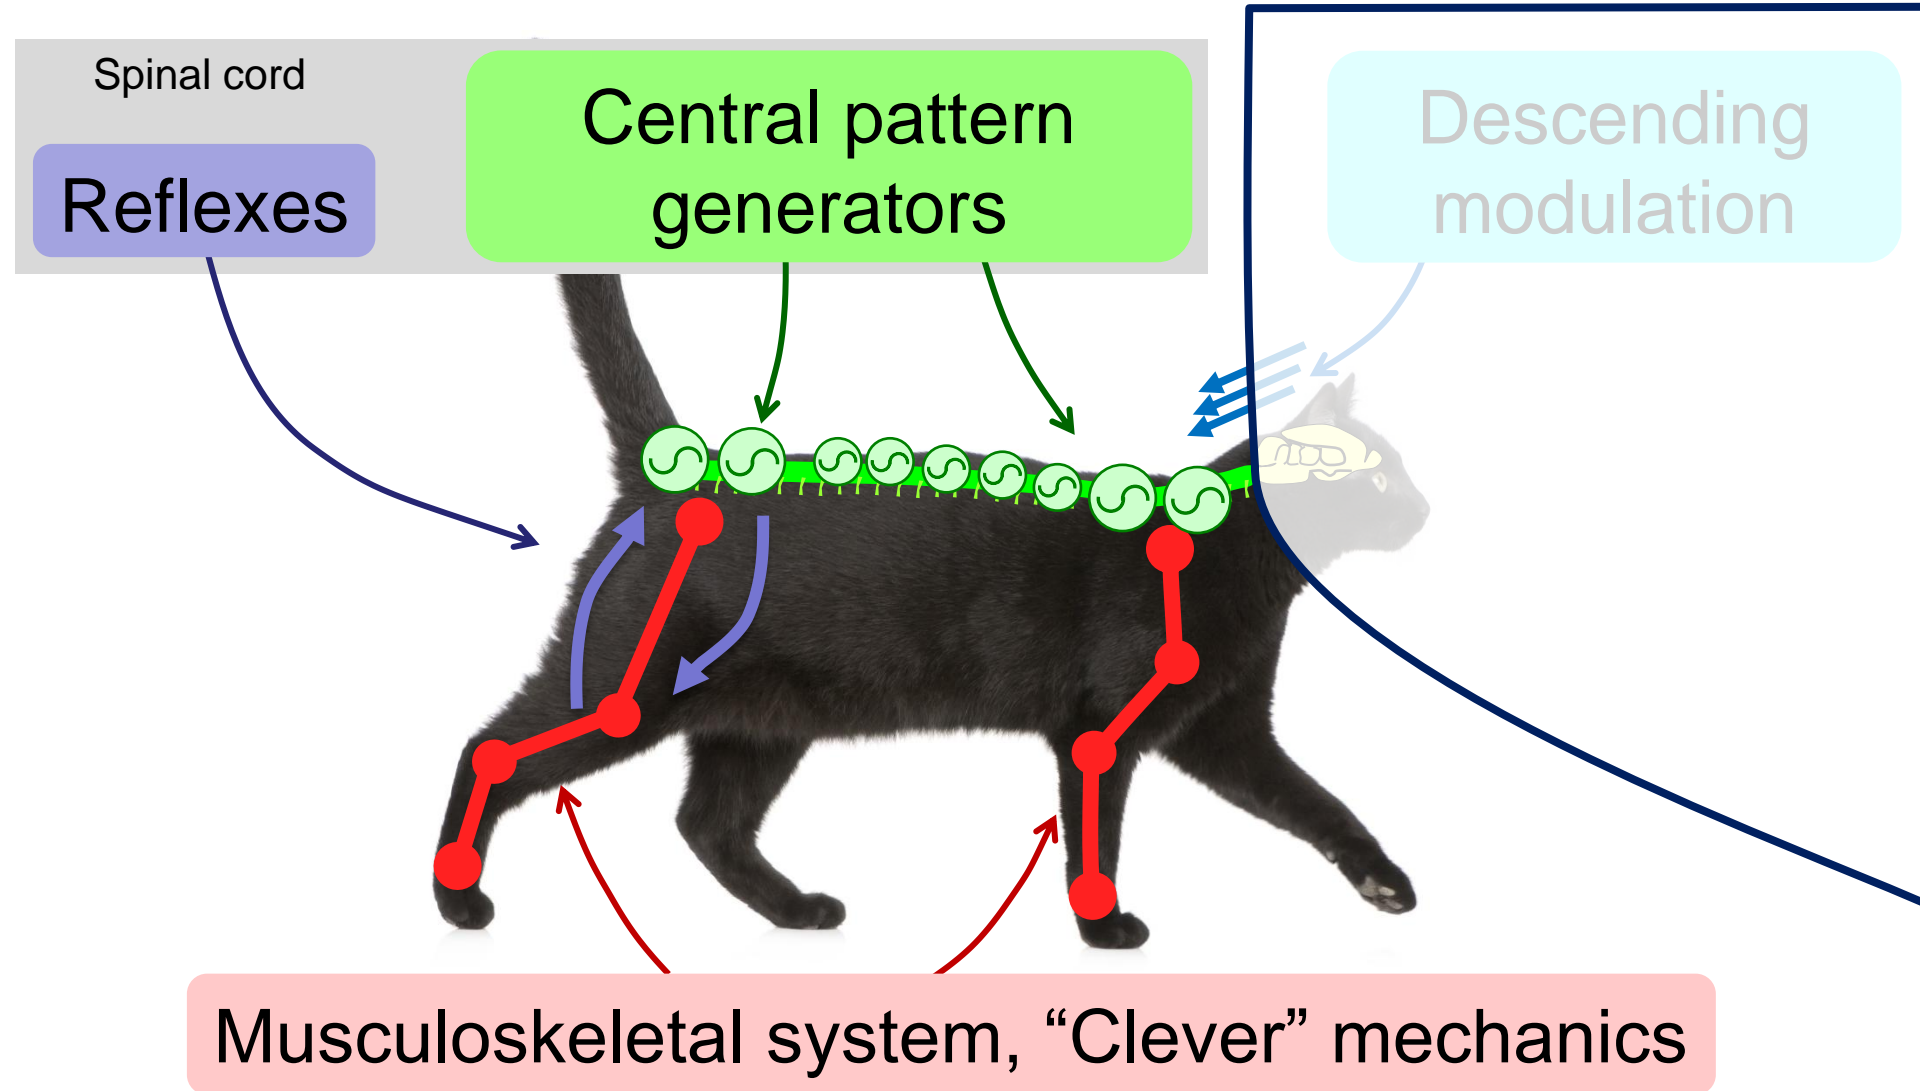 Spinal cord
Reflexes
Central pattern
generators
Descending
modulation
Musculoskeletal system, “Clever” mechanics